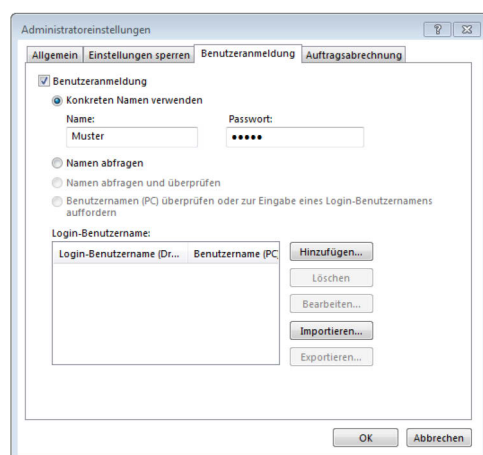 Administratoreinstellungen
Allgemein Einstellungen sperren Benutzeranmeldung Auftragsabrechnung
Benutzeranmeldung
Konkreten Namen verwenden
Name: Passwort:
Muster •••••
Namen abfragen
Namen abfragen und überprüfen
Benutzernamen (PC) überprüfen oder zur Eingabe eines Login-Benutzernamens
auffordern
Login-Benutzername:
Login-Benutzername (Dr... Benutzername (PC) Hinzufügen...
Löschen
Bearbeiten...
Importieren...
Exportieren...
OK Abbrechen